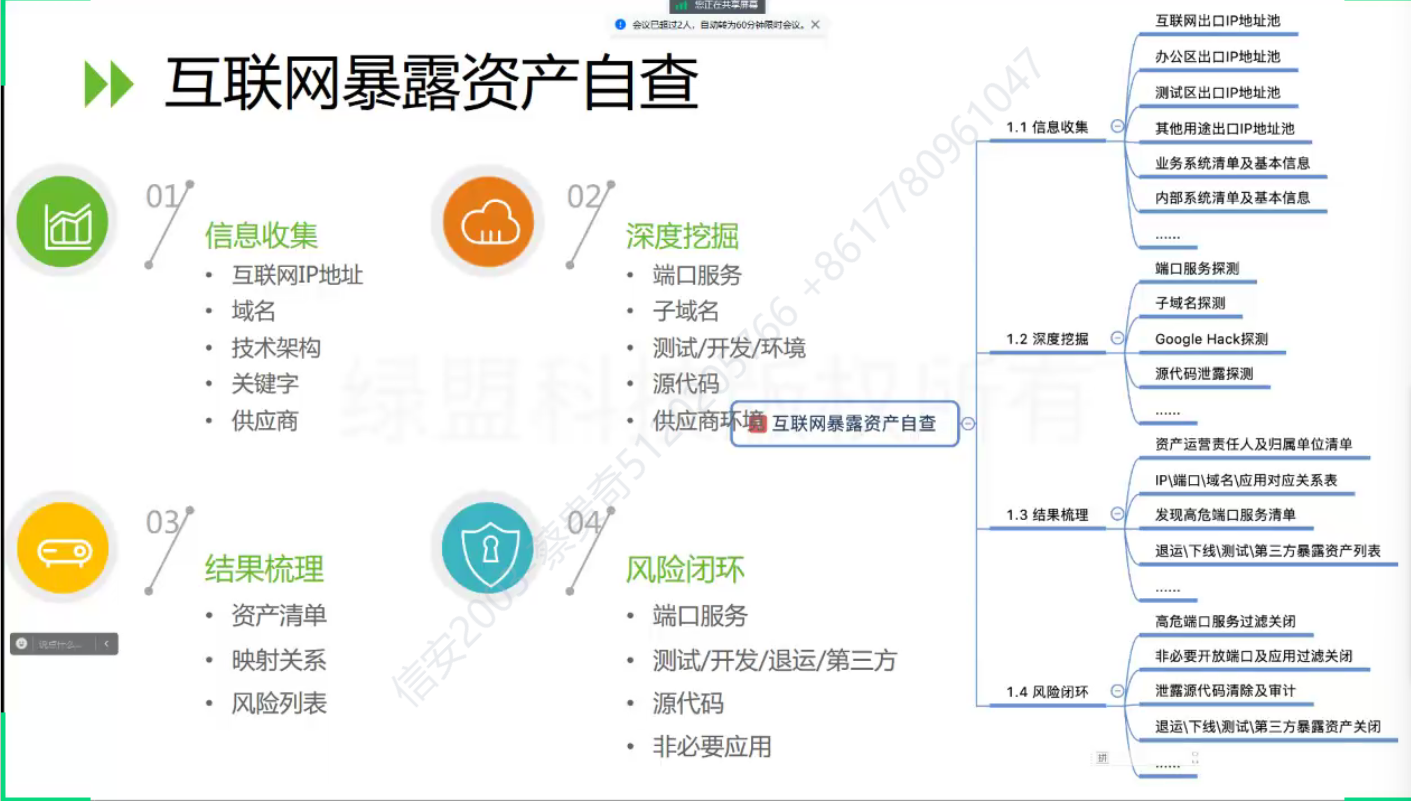 您正在共享屏幕
会议已超过2人，自动转为60分钟限时会议。
互联网暴露资产自查
01
信息收集
• 互联网IP地址
• 域名
• 技术架构
• 关键字
• 供应商
02
深度挖掘
• 端口服务
• 子域名
• 测试/开发/环境
• 源代码
• 供应商环境
03
结果梳理
• 资产清单
• 映射关系
• 风险列表
04
风险闭环
• 端口服务
• 测试/开发/退运/第三方
• 源代码
• 非必要应用
说点什么...
互联网暴露资产自查
1.1 信息收集
互联网出口IP地址池
办公区出口IP地址池
测试区出口IP地址池
其他用途出口IP地址池
业务系统清单及基本信息
内部系统清单及基本信息
......
1.2 深度挖掘
端口服务探测
子域名探测
Google Hack探测
源代码泄露探测
......
1.3 结果梳理
资产运营责任人及归属单位清单
IP\端口\域名\应用对应关系表
发现高危端口服务清单
退运\下线\测试\第三方暴露资产列表
......
1.4 风险闭环
高危端口服务过滤关闭
非必要开放端口及应用过滤关闭
泄露源代码清除及审计
退运\下线\测试\第三方暴露资产关闭
......
绿盟科技版权所有